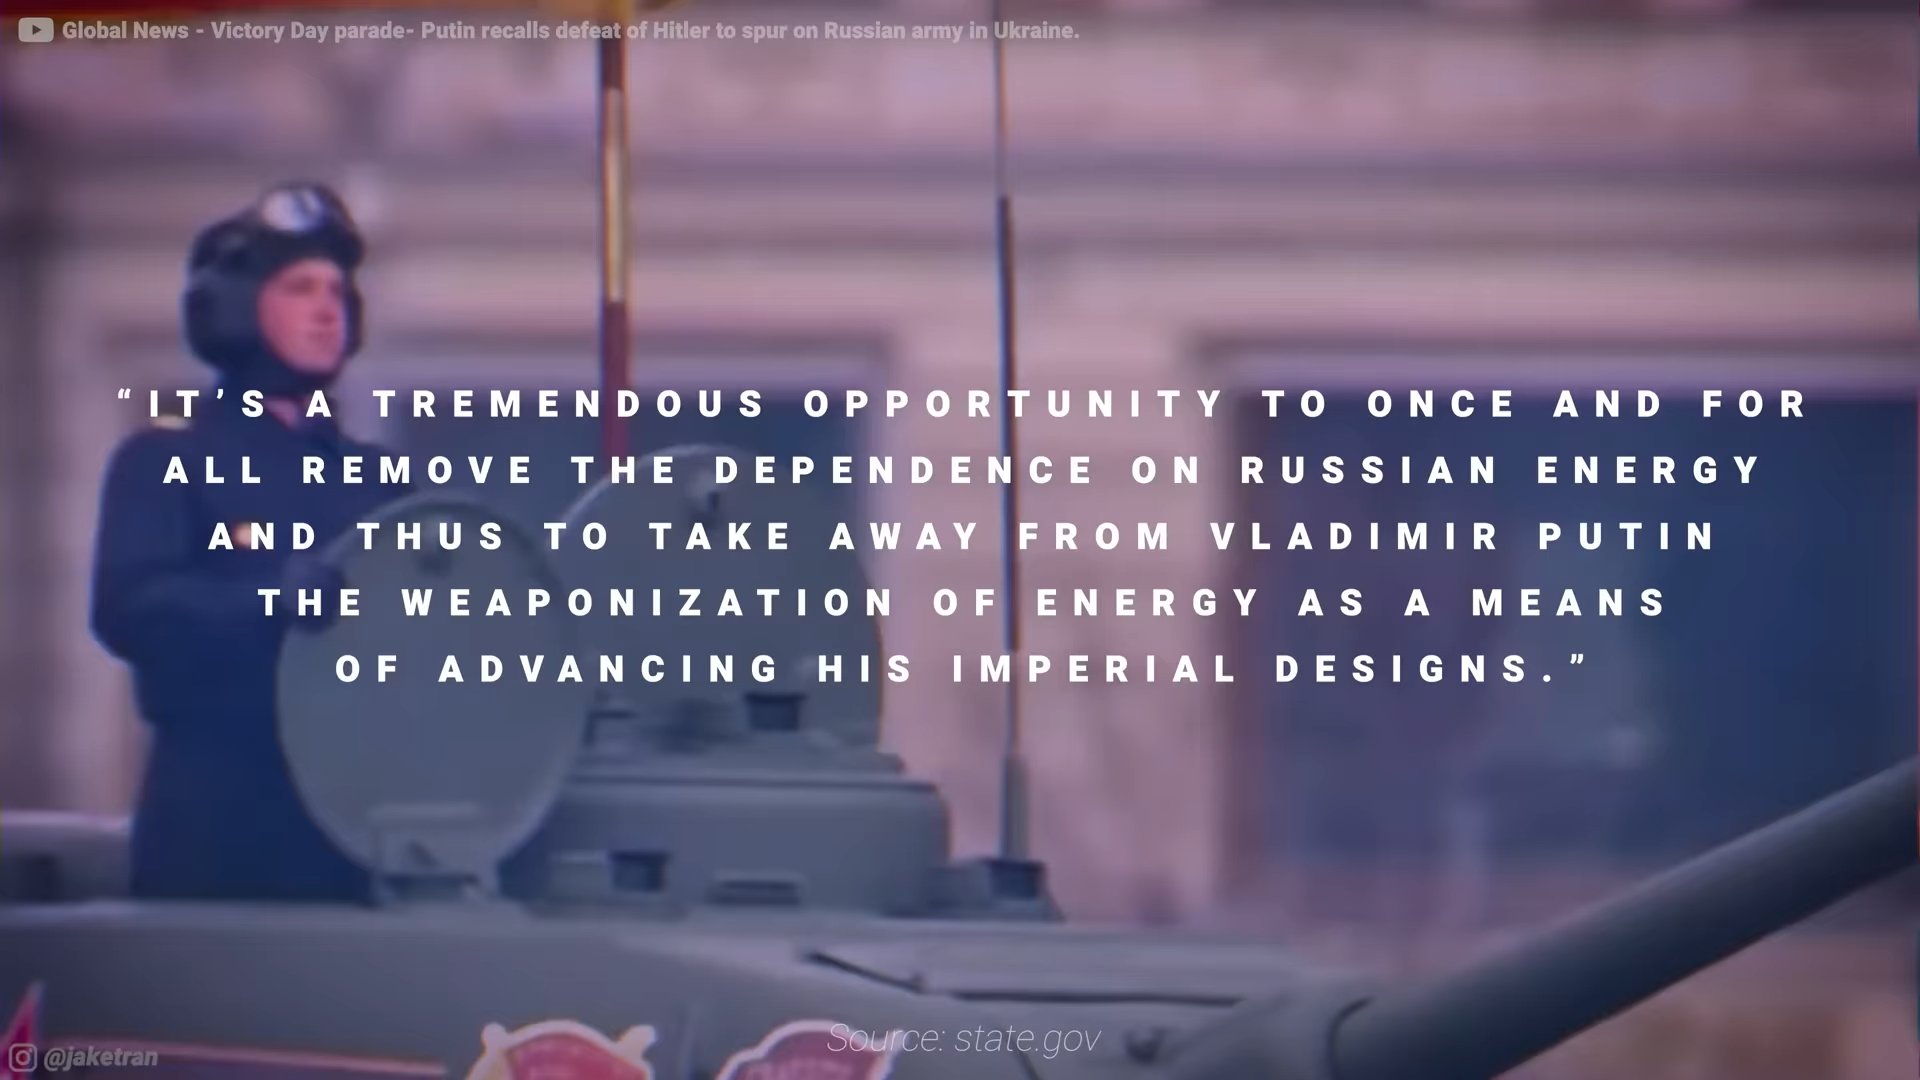 Global News - Victory Day parade- Putin recalls defeat of Hitler to spur on Russian army in Ukraine.
“IT’S A TREMENDOUS OPPORTUNITY TO ONCE AND FOR
ALL REMOVE THE DEPENDENCE ON RUSSIAN ENERGY
AND THUS TO TAKE AWAY FROM VLADIMIR PUTIN
THE WEAPONIZATION OF ENERGY AS A MEANS
OF ADVANCING HIS IMPERIAL DESIGNS.”
Source: state.gov
@jaketran